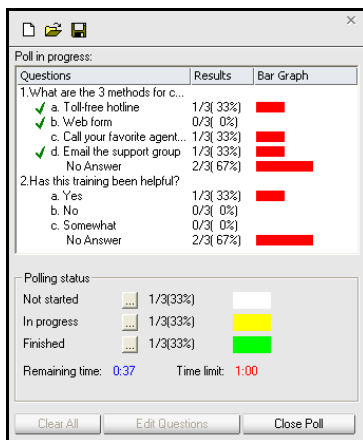 Poll in progress:
Questions Results Bar Graph
1.What are the 3 methods for c...
a. Toll-free hotline 1/3( 33%)
b. Web form 0/3( 0%)
c. Call your favorite agent... 1/3( 33%)
d. Email the support group 1/3( 33%)
No Answer 2/3( 67%)
2.Has this training been helpful?
a. Yes 1/3( 33%)
b. No 0/3( 0%)
c. Somewhat 0/3( 0%)
No Answer 2/3( 67%)
Polling status
Not started ... 1/3(33%)
In progress ... 1/3(33%)
Finished ... 1/3(33%)
Remaining time: 0:37 Time limit: 1:00
Clear All Edit Questions Close Poll